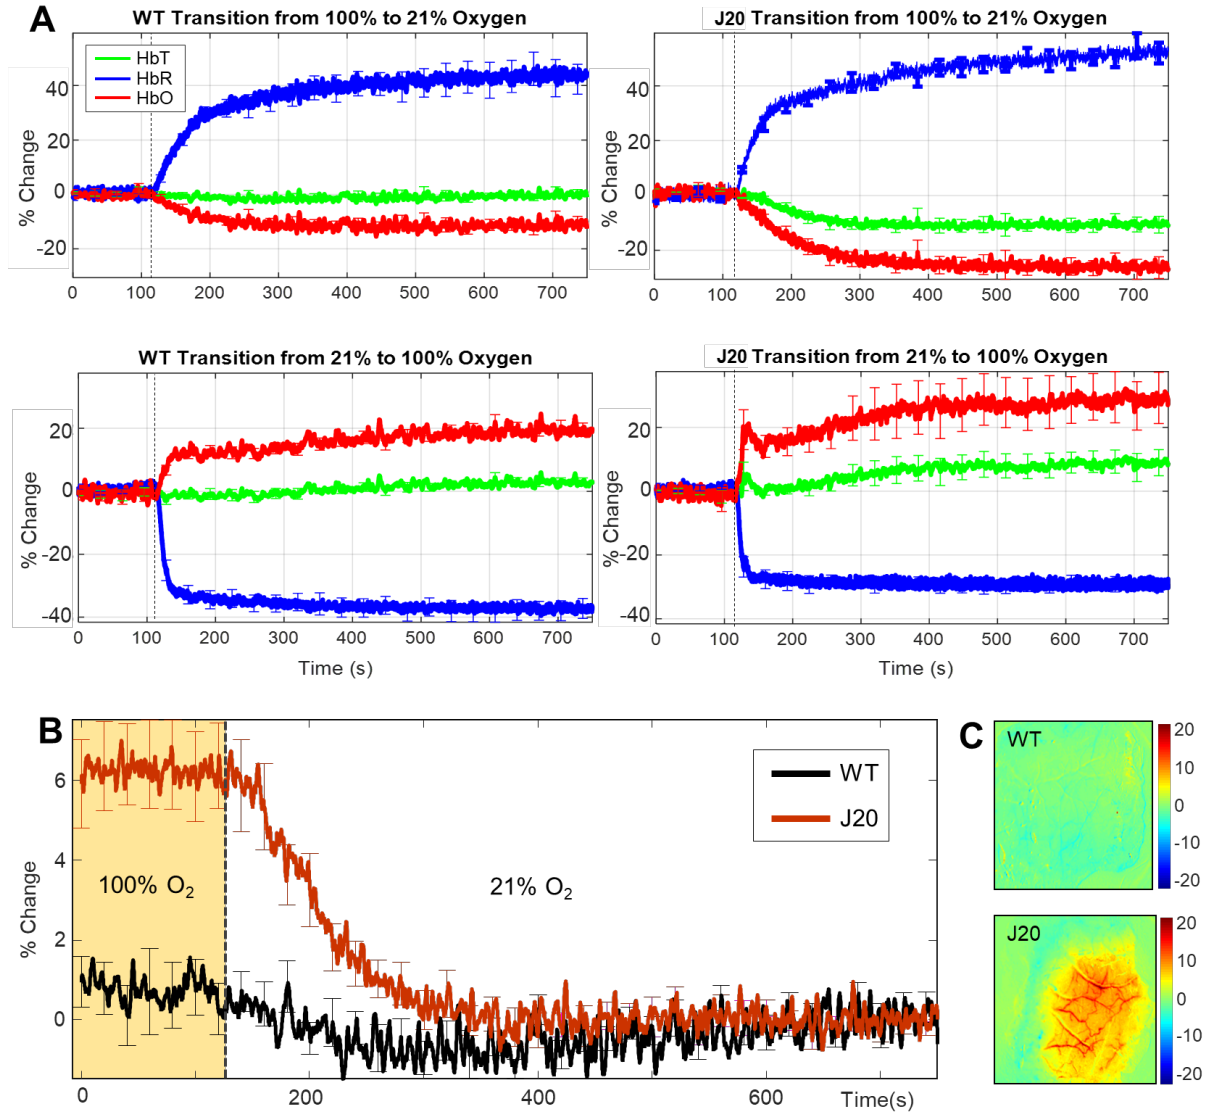 A
WT Transition from 100% to 21% Oxygen
HbT
HbR
HbO
% Change
40
20
0
-20
0 100 200 300 400 500 600 700
J20 Transition from 100% to 21% Oxygen
% Change
40
20
0
-20
0 100 200 300 400 500 600 700
WT Transition from 21% to 100% Oxygen
% Change
20
0
-20
-40
0 100 200 300 400 500 600 700
Time (s)
J20 Transition from 21% to 100% Oxygen
% Change
20
0
-20
-40
0 100 200 300 400 500 600 700
Time (s)
B
% Change
6
4
2
0
100% O₂
21% O₂
WT
J20
0 200 400 600 Time(s)
C
WT
20
10
0
-10
-20
J20
20
10
0
-10
-20